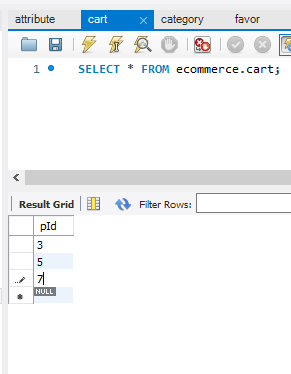 attribute cart category favor
1 SELECT * FROM ecommerce.cart;
Result Grid Filter Rows:
pId
3
5
7
NULL